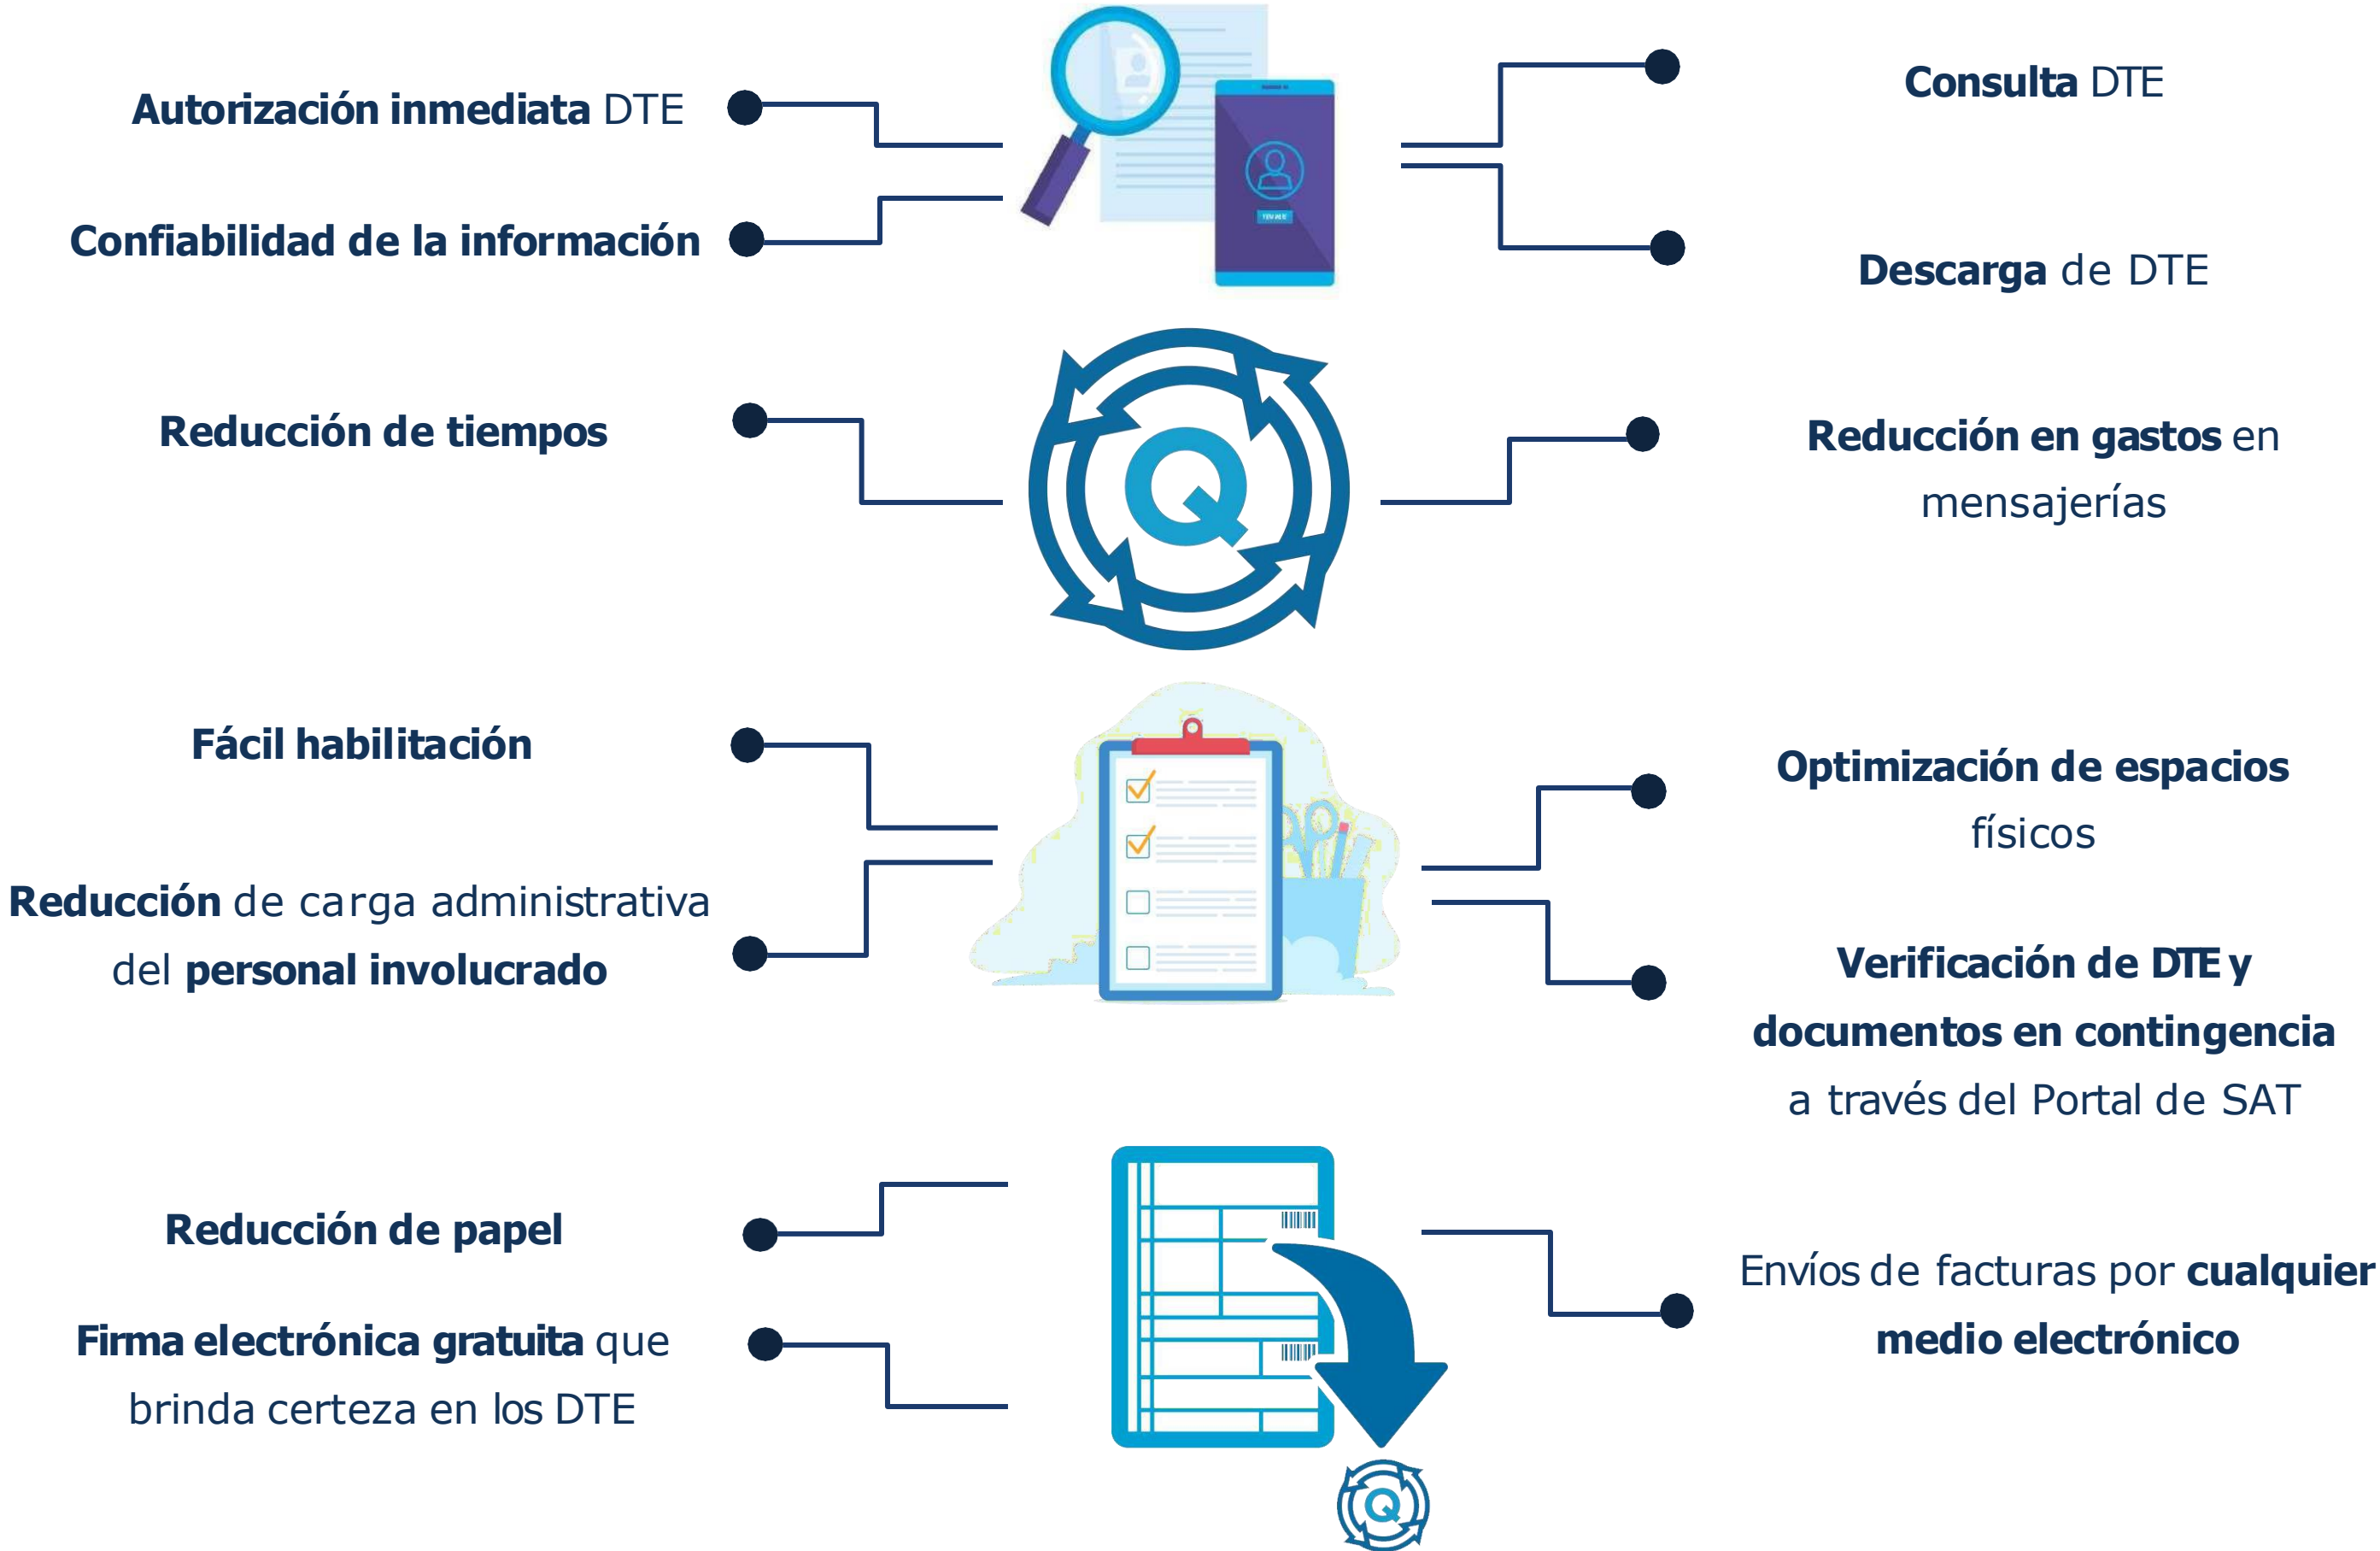 Autorización inmediata DTE
Confiabilidad de la información
Consulta DTE
Descarga de DTE
Reducción de tiempos
Q
Reducción en gastos en
mensajerías
Fácil habilitación
Reducción de carga administrativa
del personal involucrado
Optimización de espacios
físicos
Verificación de DTE y
documentos en contingencia
a través del Portal de SAT
Reducción de papel
Firma electrónica gratuita que
brinda certeza en los DTE
Envíos de facturas por cualquier
medio electrónico
Q